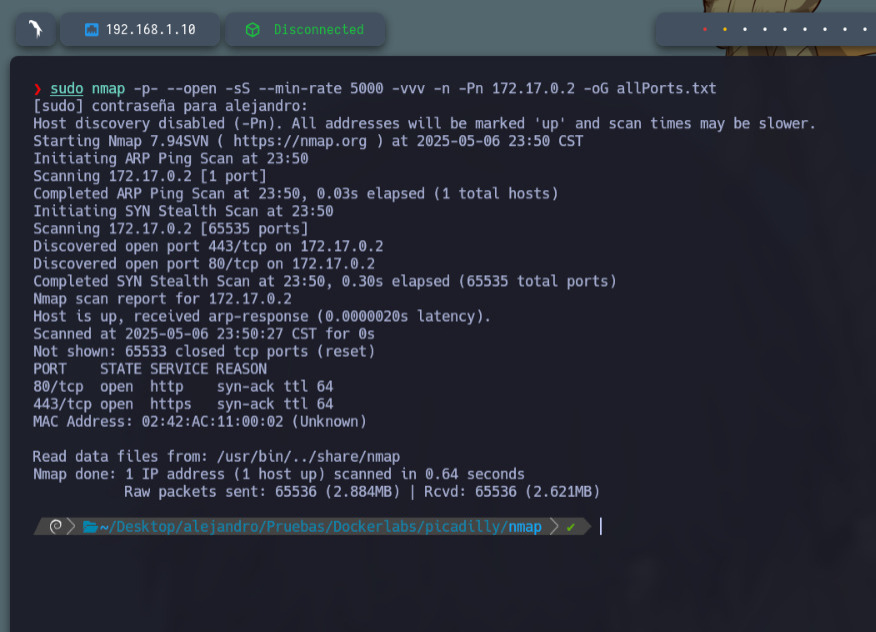 192.168.1.10
Disconnected
❯ sudo nmap -p- --open -sS --min-rate 5000 -vvv -n -Pn 172.17.0.2 -oG allPorts.txt
[sudo] contraseña para alejandro:
Host discovery disabled (-Pn). All addresses will be marked 'up' and scan times may be slower.
Starting Nmap 7.94SVN ( https://nmap.org ) at 2025-05-06 23:50 CST
Initiating ARP Ping Scan at 23:50
Scanning 172.17.0.2 [1 port]
Completed ARP Ping Scan at 23:50, 0.03s elapsed (1 total hosts)
Initiating SYN Stealth Scan at 23:50
Scanning 172.17.0.2 [65535 ports]
Discovered open port 443/tcp on 172.17.0.2
Discovered open port 80/tcp on 172.17.0.2
Completed SYN Stealth Scan at 23:50, 0.30s elapsed (65535 total ports)
Nmap scan report for 172.17.0.2
Host is up, received arp-response (0.0000020s latency).
Scanned at 2025-05-06 23:50:27 CST for 0s
Not shown: 65533 closed tcp ports (reset)
PORT    STATE SERVICE REASON
80/tcp  open  http    syn-ack ttl 64
443/tcp open  https   syn-ack ttl 64
MAC Address: 02:42:AC:11:00:02 (Unknown)
Read data files from: /usr/bin/../share/nmap
Nmap done: 1 IP address (1 host up) scanned in 0.64 seconds
           Raw packets sent: 65536 (2.884MB) | Rcvd: 65536 (2.621MB)
~/Desktop/alejandro/Pruebas/Dockerlabs/picadilly/nmap ✔